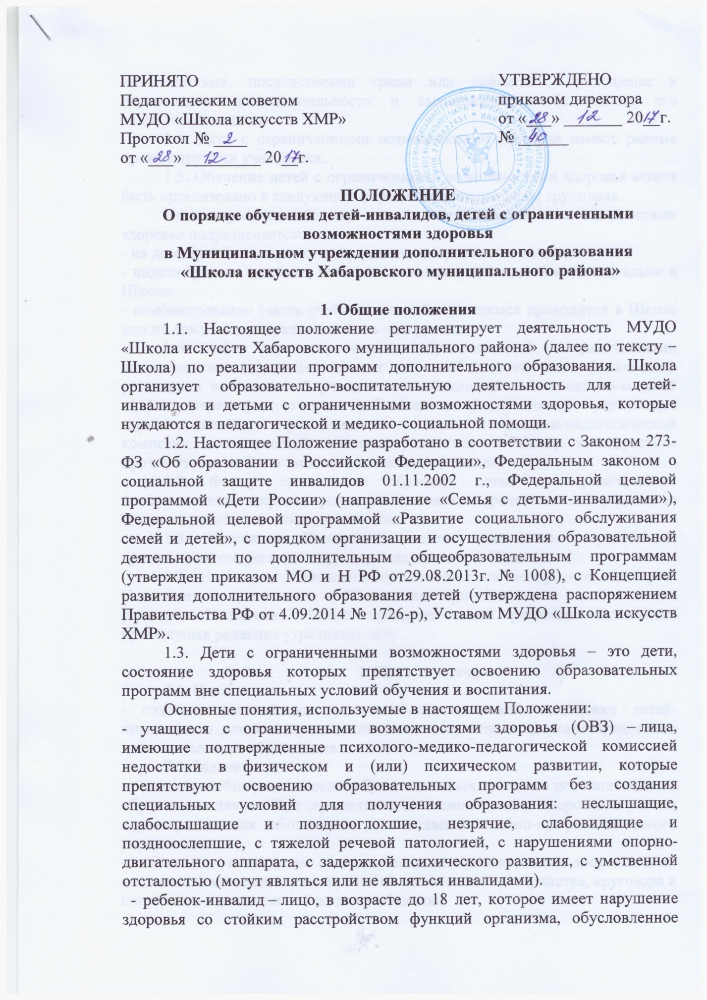 ПРИНЯТО
Педагогическим советом
МУДО «Школа искусств ХМР»
Протокол № 2
от «28» 12 2017г.
УТВЕРЖДЕНО
приказом директора
от «28» 12 2017г.
№ 40
ПОЛОЖЕНИЕ
О порядке обучения детей-инвалидов, детей с ограниченными
возможностями здоровья
в Муниципальном учреждении дополнительного образования
«Школа искусств Хабаровского муниципального района»
1. Общие положения
1.1. Настоящее положение регламентирует деятельность МУДО
«Школа искусств Хабаровского муниципального района» (далее по тексту -
Школа) по реализации программ дополнительного образования. Школа
организует образовательно-воспитательную деятельность для детей-
инвалидов и детьми с ограниченными возможностями здоровья, которые
нуждаются в педагогической и медико-социальной помощи.
1.2. Настоящее Положение разработано в соответствии с Законом 273-
ФЗ «Об образовании в Российской Федерации», Федеральным законом о
социальной защите инвалидов 01.11.2002 г., Федеральной целевой
программой «Дети России» (направление «Семья с детьми-инвалидами»),
Федеральной целевой программой «Развитие социального обслуживания
семей и детей», с порядком организации и осуществления образовательной
деятельности по дополнительным общеобразовательным программам
(утвержден приказом МО и Н РФ от29.08.2013г № 1008), с Концепцией
развития дополнительного образования детей (утверждена распоряжением
Правительства РФ от 4.09.2014 № 1726-р), Уставом МУДО «Школа искусств
ХМР».
1.3. Дети с ограниченными возможностями здоровья – это дети,
состояние здоровья которых препятствует освоению образовательных
программ вне специальных условий обучения и воспитания.
Основные понятия, используемые в настоящем Положении:
- учащиеся с ограниченными возможностями здоровья (ОВЗ) - лица,
имеющие подтвержденные психолого-медико-педагогической комиссией
недостатки в физическом и (или) психическом развитии, которые
препятствуют освоению образовательных программ без создания
специальных условий для получения образования: неслышащие,
слабослышащие и позднооглохшие, незрячие, слабовидящие и
поздноослепшие, с тяжелой речевой патологией, с нарушениями опорно-
двигательного аппарата, с задержкой психического развития, с умственной
отсталостью (могут являться или не являться инвалидами).
- ребенок-инвалид - лицо, в возрасте до 18 лет, которое имеет нарушение
здоровья со стойким расстройством функций организма, обусловленное